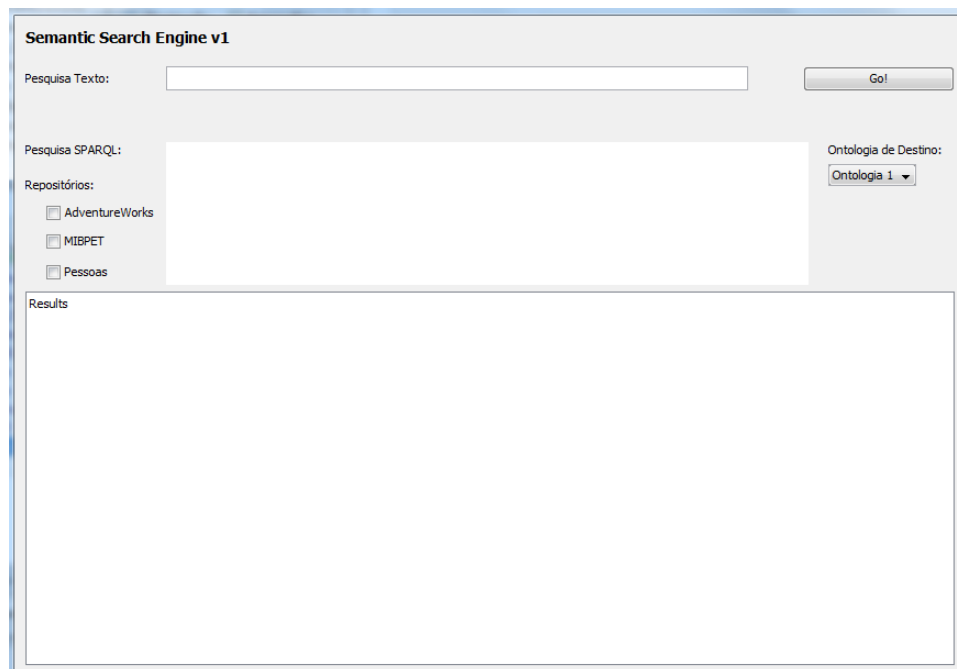 Semantic Search Engine v1
Pesquisa Texto:
Go!
Pesquisa SPARQL:
Ontologia de Destino:
Ontologia 1
Repositórios:
AdventureWorks
MIBPET
Pessoas
Results